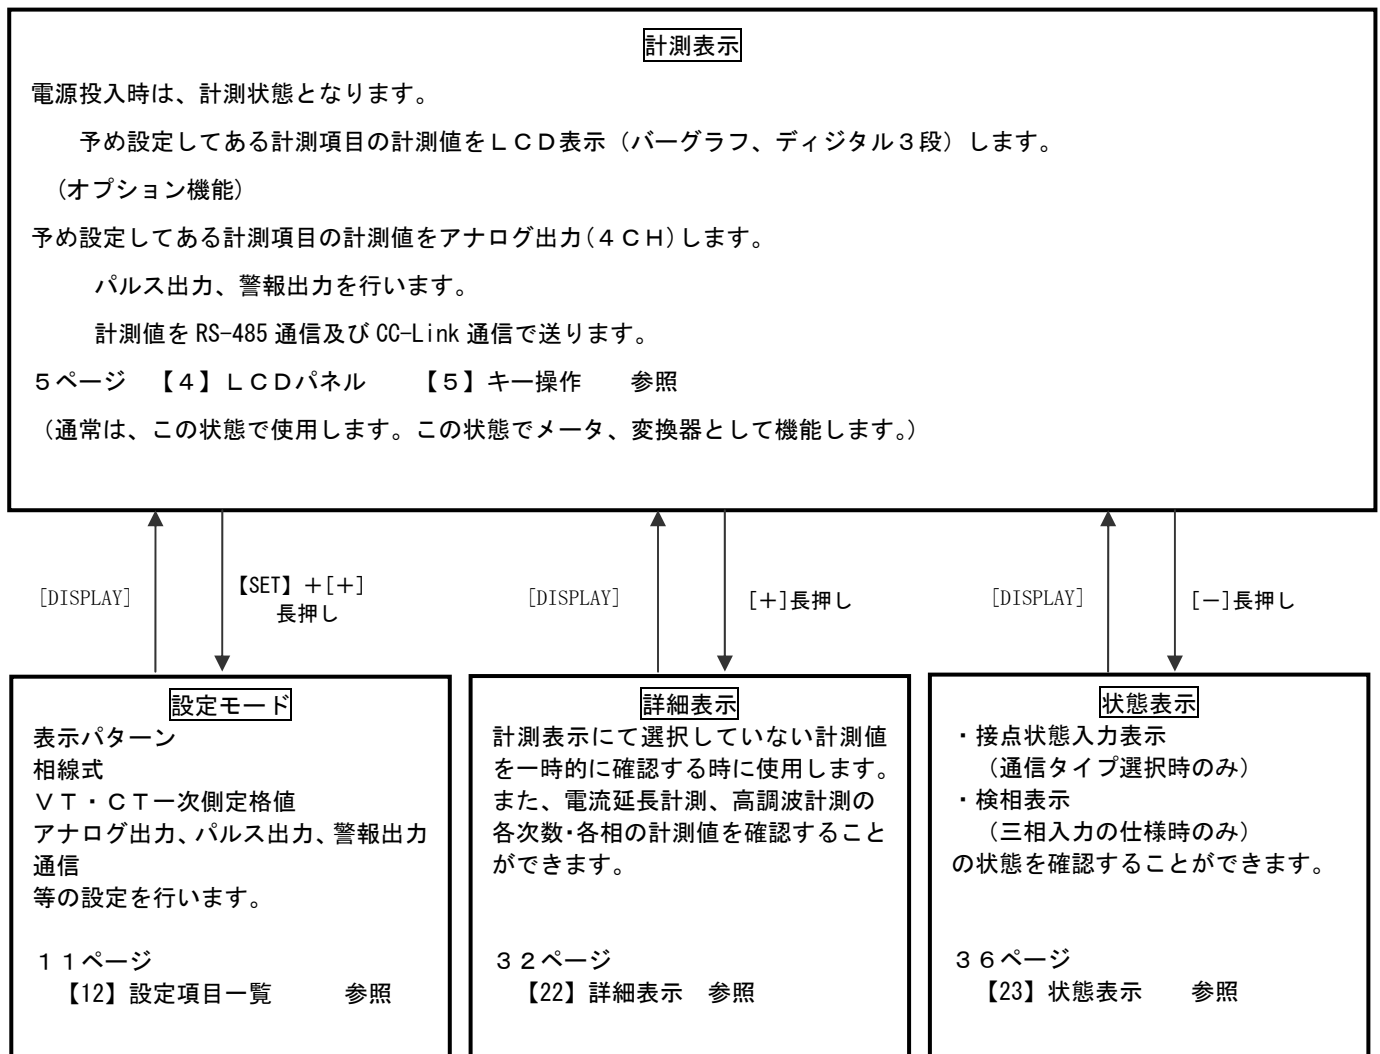 計測表示
電源投入時は、計測状態となります。
予め設定してある計測項目の計測値をＬＣＤ表示（バーグラフ、ディジタル３段）します。
(オプション機能)
予め設定してある計測項目の計測値をアナログ出力(４ＣＨ)します。
パルス出力、警報出力を行います。
計測値を RS-485 通信及び CC-Link 通信で送ります。
５ページ　【４】ＬＣＤパネル　　【５】キー操作　　参照
（通常は、この状態で使用します。この状態でメータ、変換器として機能します。）
[DISPLAY]
【SET】＋[＋]
長押し
[DISPLAY]
[＋]長押し
[DISPLAY]
[－]長押し
設定モード
表示パターン
相線式
ＶＴ・ＣＴ一次側定格値
アナログ出力、パルス出力、警報出力
通信
等の設定を行います。
１１ページ
【12】設定項目一覧　　　参照
詳細表示
計測表示にて選択していない計測値
を一時的に確認する時に使用します。
また、電流延長計測、高調波計測の
各次数・各相の計測値を確認すること
ができます。
３２ページ
【22】詳細表示　参照
状態表示
・接点状態入力表示
（通信タイプ選択時のみ）
・検相表示
（三相入力の仕様時のみ）
の状態を確認することができます。
３６ページ
【23】状態表示　　参照